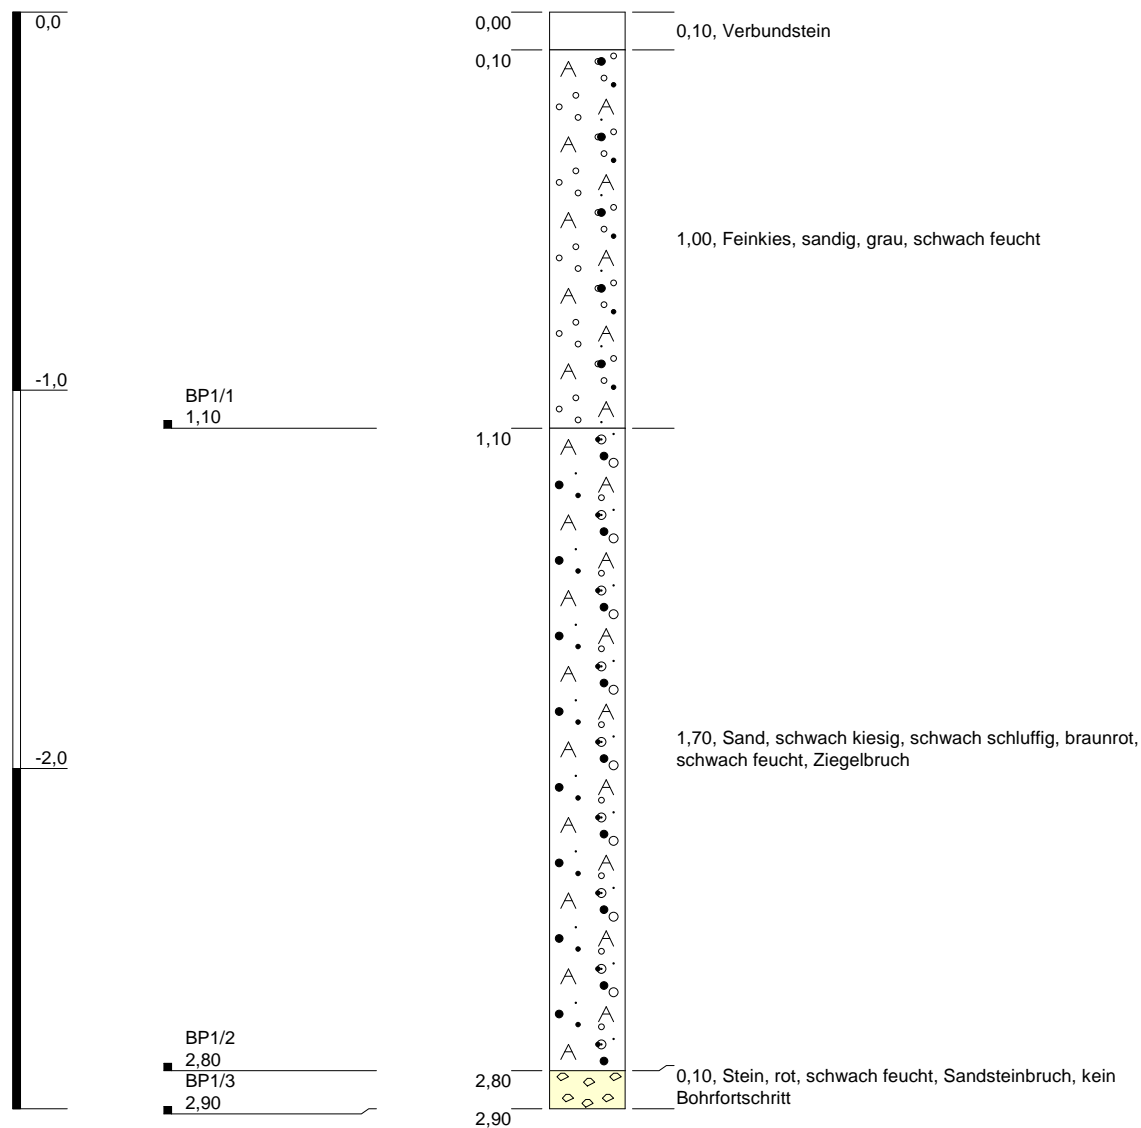 0,0
0,00
0,10, Verbundstein
0,10
1,00, Feinkies, sandig, grau, schwach feucht
-1,0
BP1/1
1,10
1,10
-2,0
1,70, Sand, schwach kiesig, schwach schluffig, braunrot,
schwach feucht, Ziegelbruch
BP1/2
2,80
BP1/3
2,90
2,80
0,10, Stein, rot, schwach feucht, Sandsteinbruch, kein
Bohrfortschritt
2,90